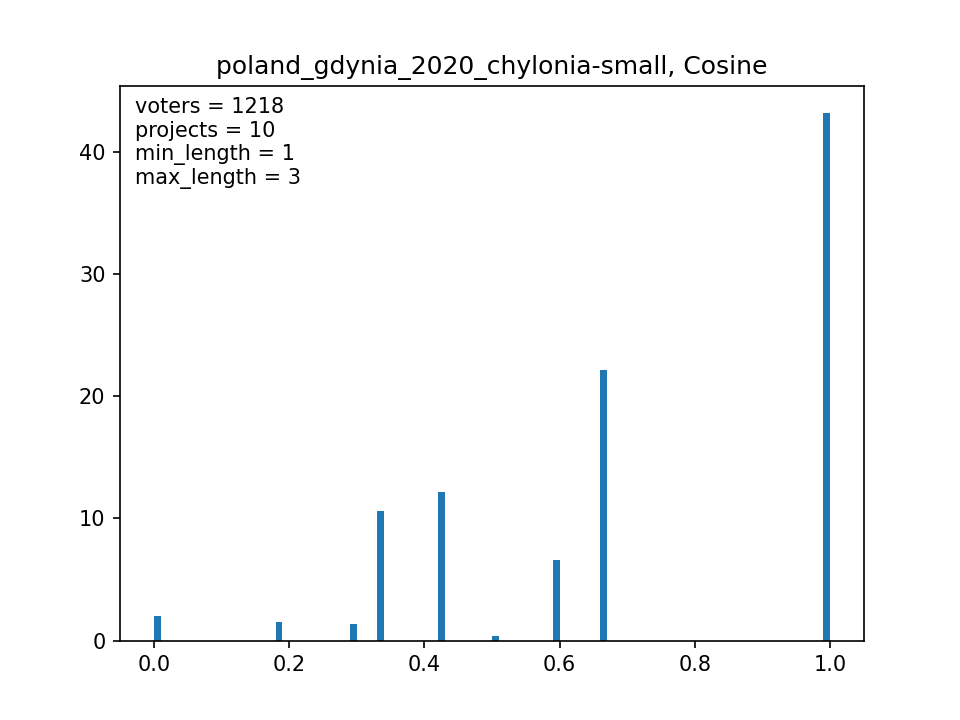 poland_gdynia_2020_chylonia-small, Cosine
voters = 1218
projects = 10
min_length = 1
max_length = 3
40
30
20
10
0
0.0 0.2 0.4 0.6 0.8 1.0